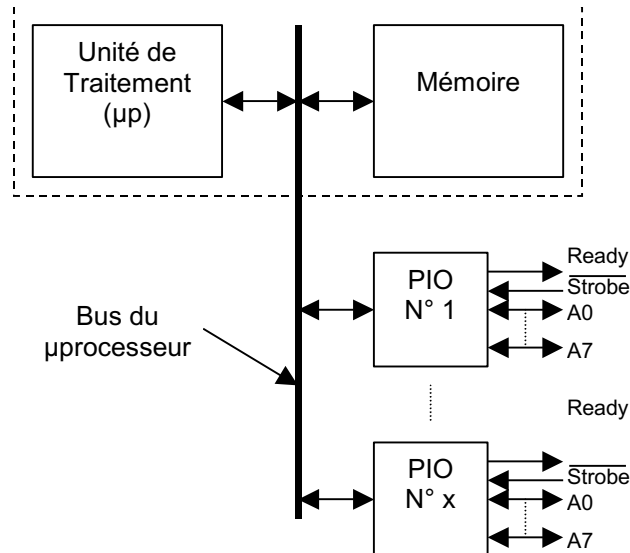 Unité de
Traitement
(µp)
Mémoire
PIO
N° 1
Ready
Strobe
A0
A7
Bus du
µprocesseur
Ready
PIO
N° x
Strobe
A0
A7